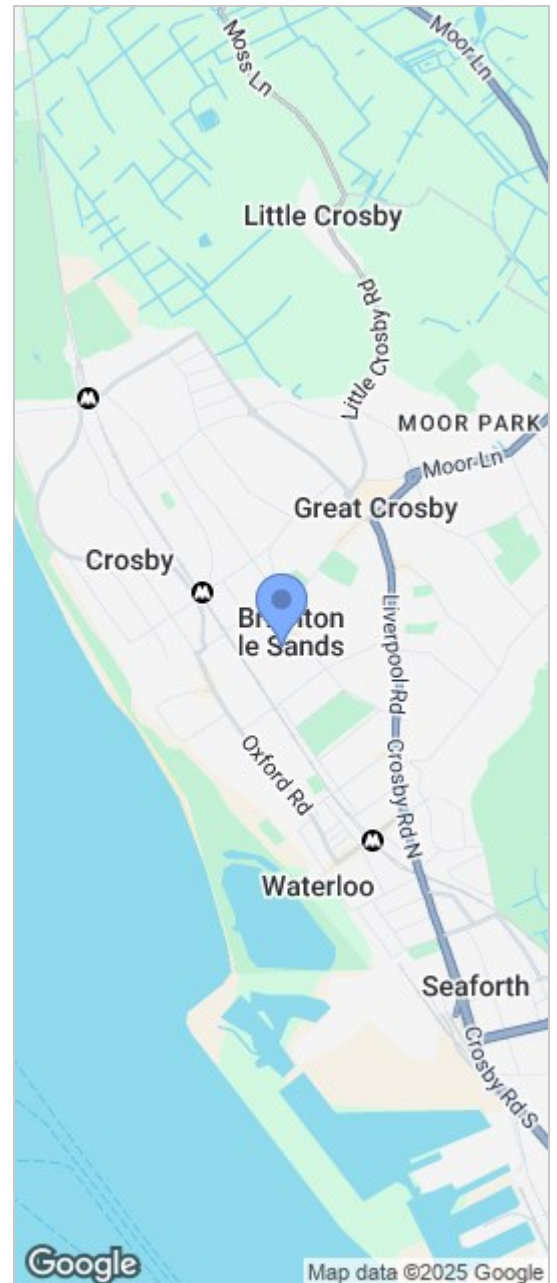 Moss Ln
Moor Ln
Little Crosby
Little Crosby Rd
MOOR PARK
Moor Ln
Great Crosby
Crosby
Brighton
le Sands
Liverpool Rd
Oxford Rd
Crosby Rd N
Waterloo
Seaforth
Crosby Rd S
Google
Map data ©2025 Google